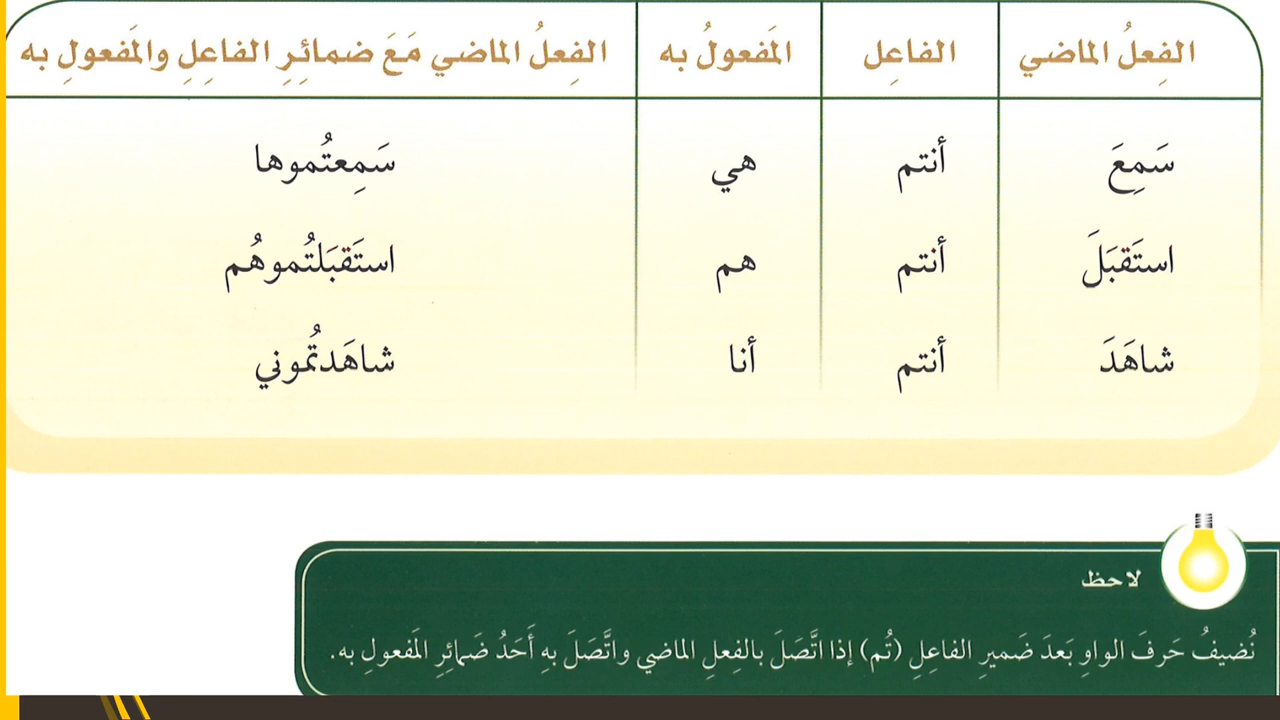 الفِعلُ الماضي الفاعِل المَفعولُ به الفِعلُ الماضي مَعَ ضمائِرِ الفاعِلِ والمَفعولِ به
سَمِعَ أنتم هي سَمِعتُموها
استَقبَلَ أنتم هم استَقبَلتُموهُم
شاهَدَ أنتم أنا شاهَدتُموني
لاحظ
نُضيفُ حَرفَ الواوِ بَعدَ ضَميرِ الفاعِلِ (تُم) إذا اتَّصَلَ بالفِعلِ الماضي واتَّصَلَ بهِ أَحَدُ ضَمائِرِ المَفعولِ به.